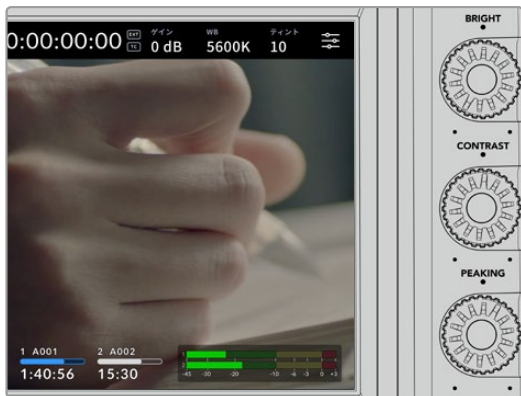 BRIGHT
0:00:00:00 EXT TC
ゲイン WB ティント
0 dB 5600K 10
CONTRAST
PEAKING
1 A001 2 A002
1:40:56 15:30
1
2
-45 -30 -20 -10 -6 -3 0 +3